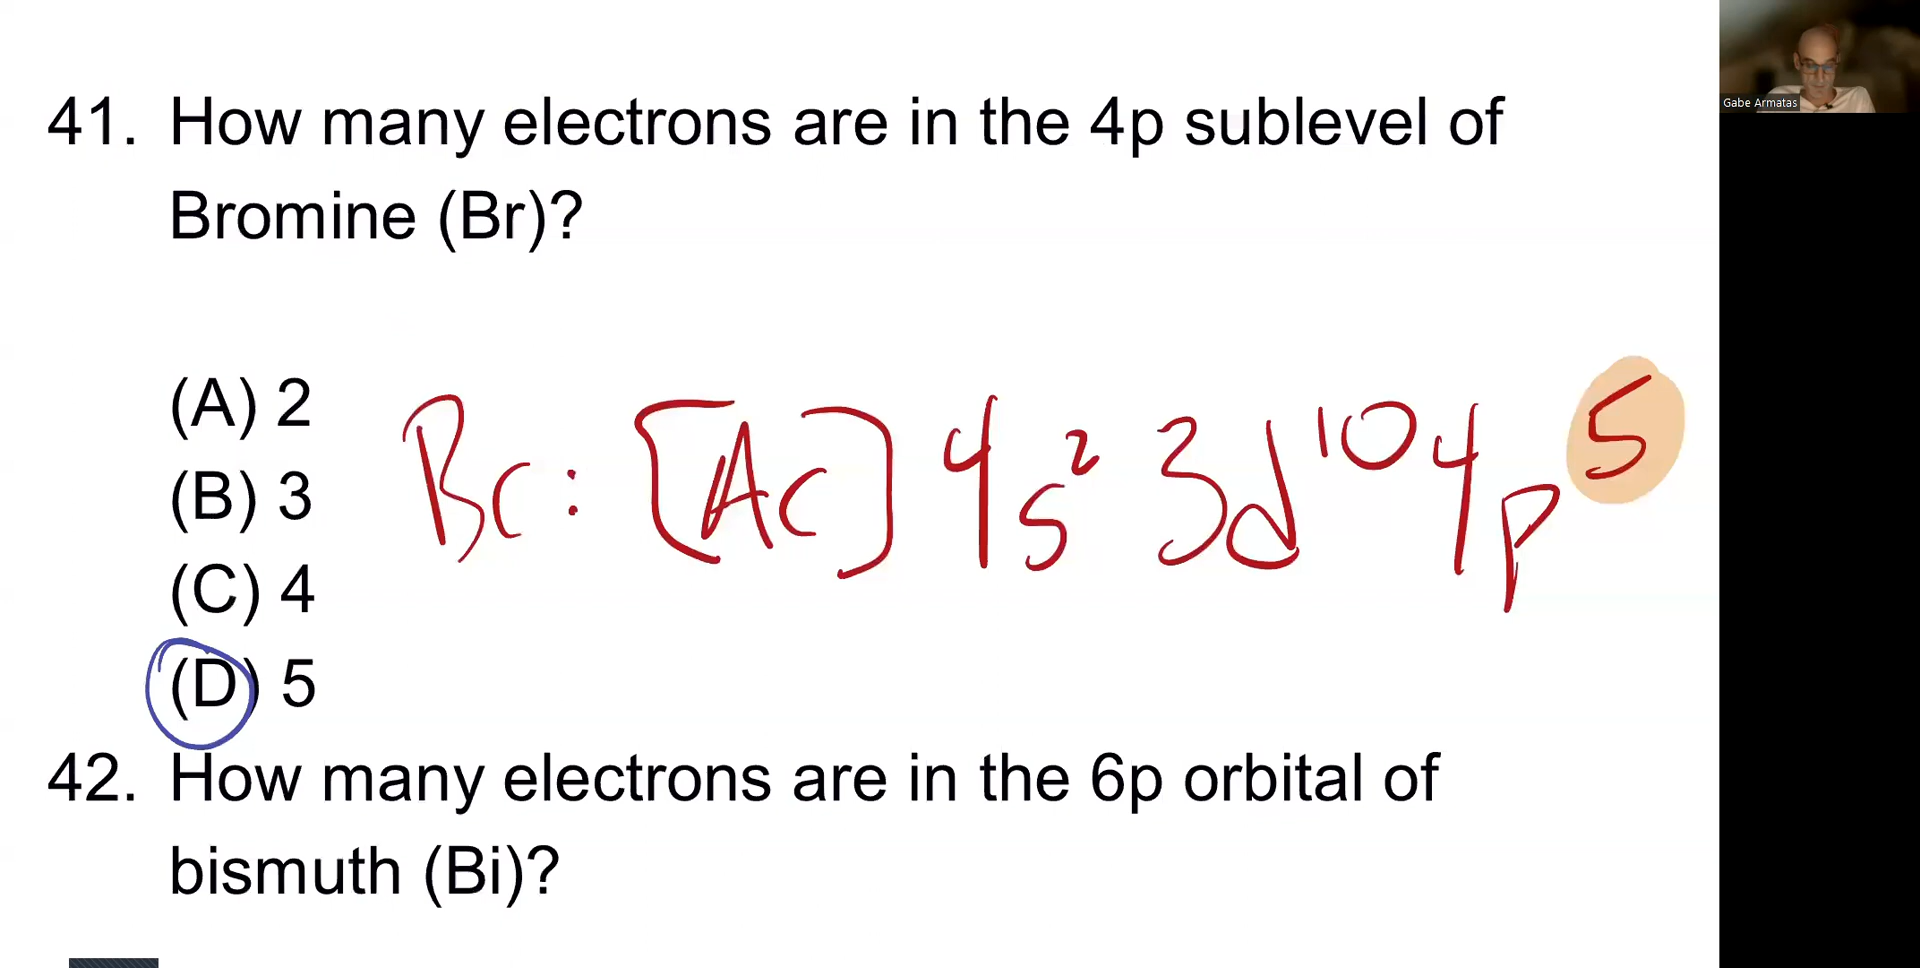 Gabe Armatas
41. How many electrons are in the 4p sublevel of
Bromine (Br)?
(A) 2
(B) 3
(C) 4
(D) 5
Br: [Ar] 4s² 3d¹⁰ 4p⁵
42. How many electrons are in the 6p orbital of
bismuth (Bi)?